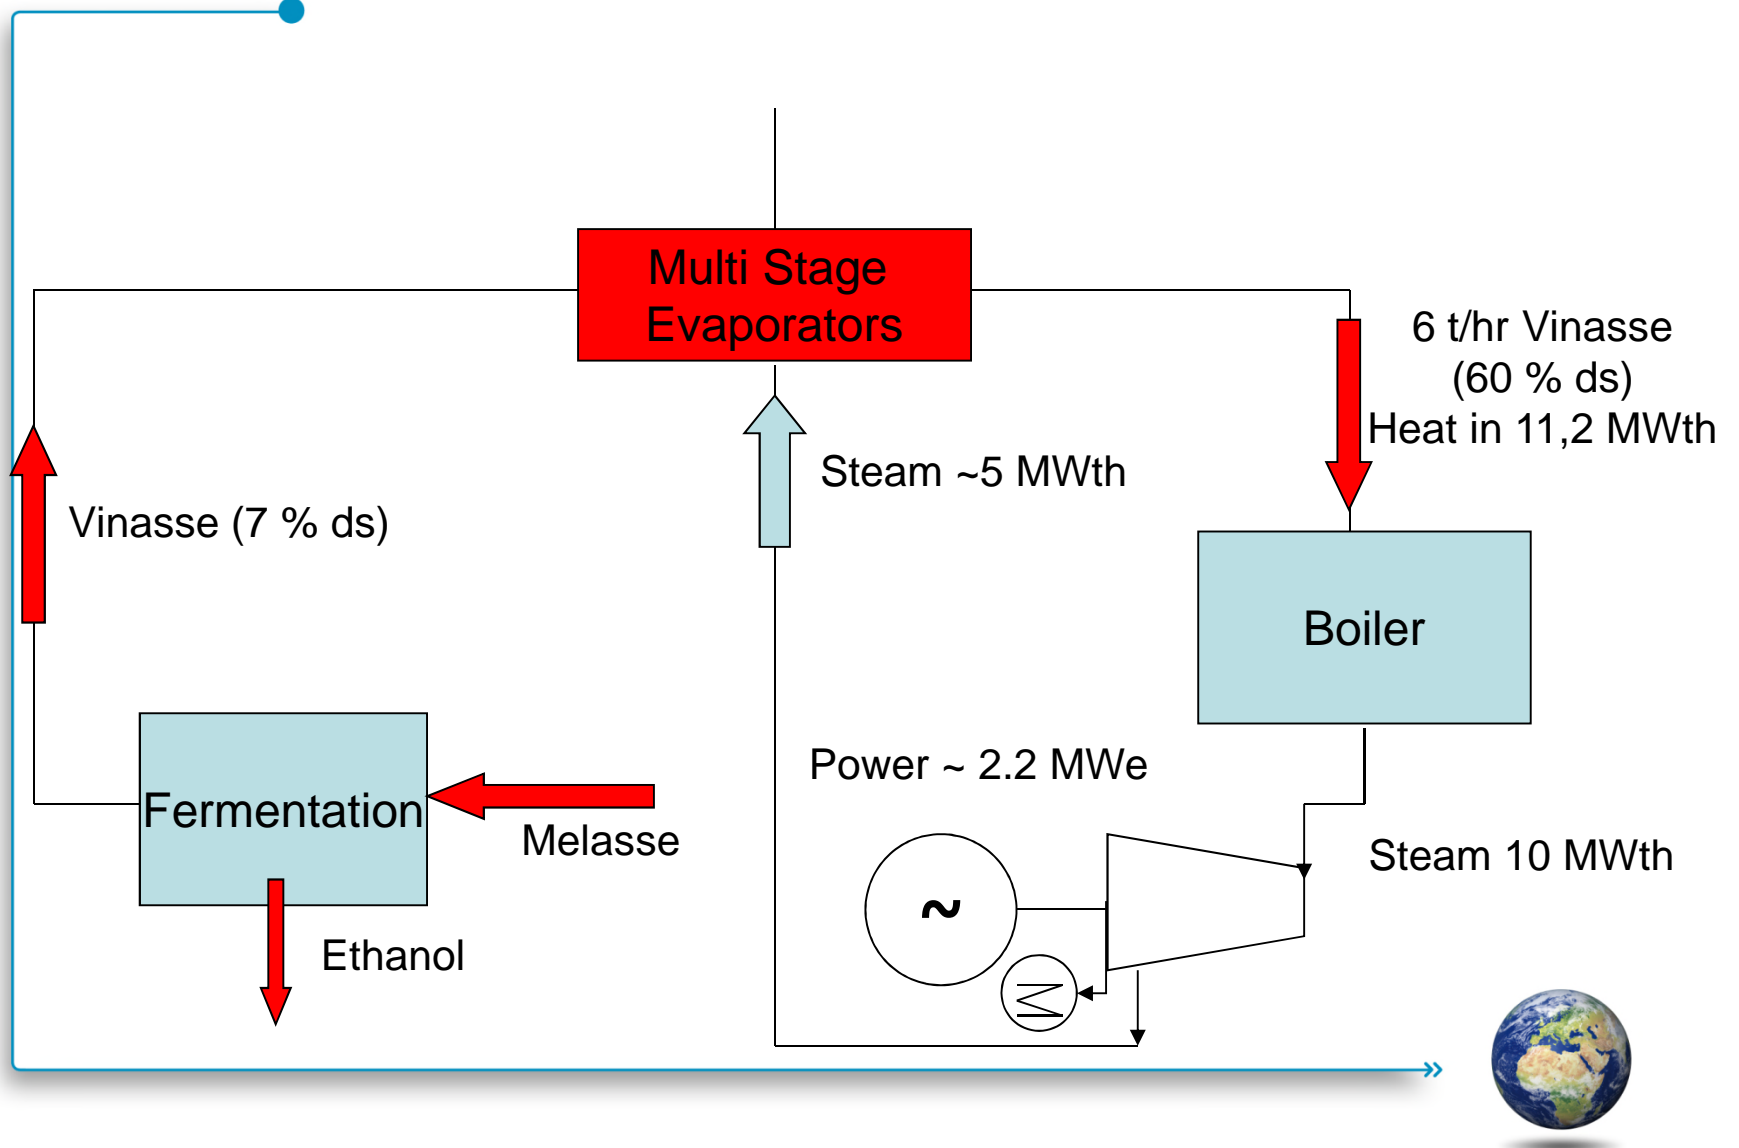 Multi Stage
Evaporators
6 t/hr Vinasse
(60 % ds)
Heat in 11,2 MWth
Steam ~5 MWth
Vinasse (7 % ds)
Boiler
Power ~ 2.2 MWe
Fermentation
Melasse
Steam 10 MWth
~
Ethanol